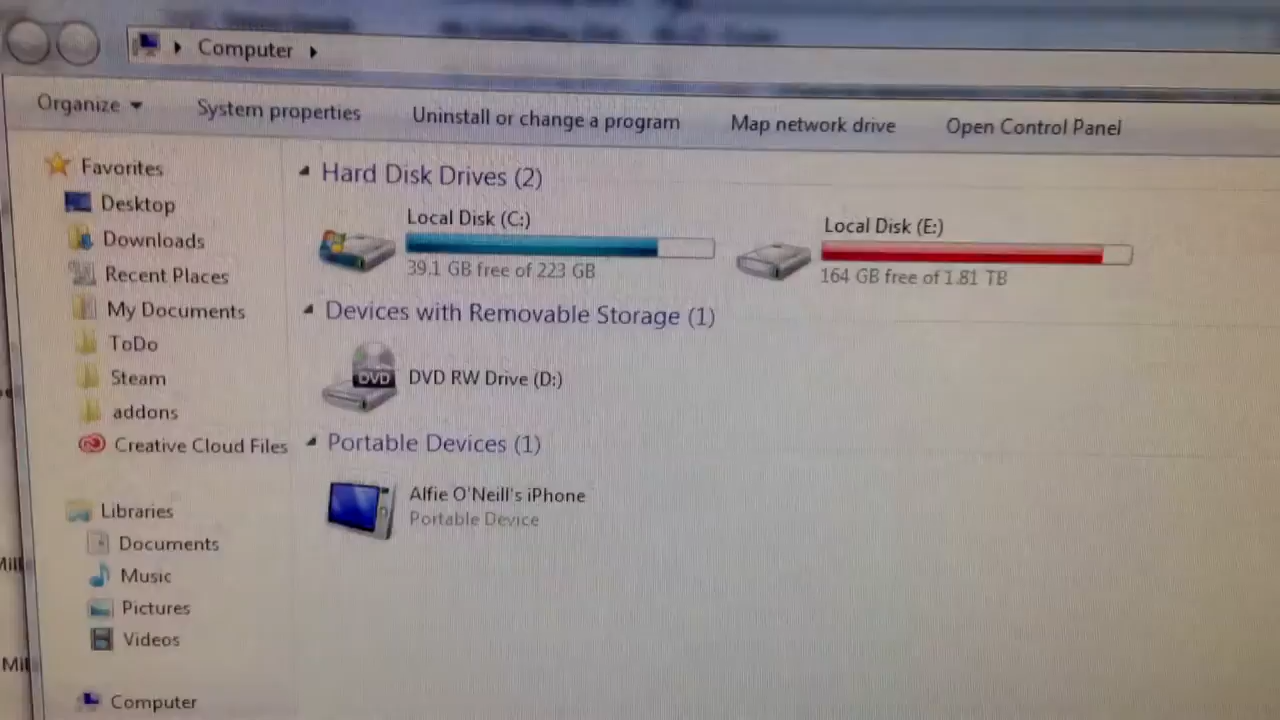 Computer
Organize
System properties
Uninstall or change a program
Map network drive
Open Control Panel
Favorites
Desktop
Downloads
Recent Places
My Documents
ToDo
Steam
addons
Creative Cloud Files
Libraries
Documents
Music
Pictures
Videos
Computer
Hard Disk Drives (2)
Local Disk (C:)
39.1 GB free of 223 GB
Local Disk (E:)
164 GB free of 1.81 TB
Devices with Removable Storage (1)
DVD
DVD RW Drive (D:)
Portable Devices (1)
Alfie O'Neill's iPhone
Portable Device